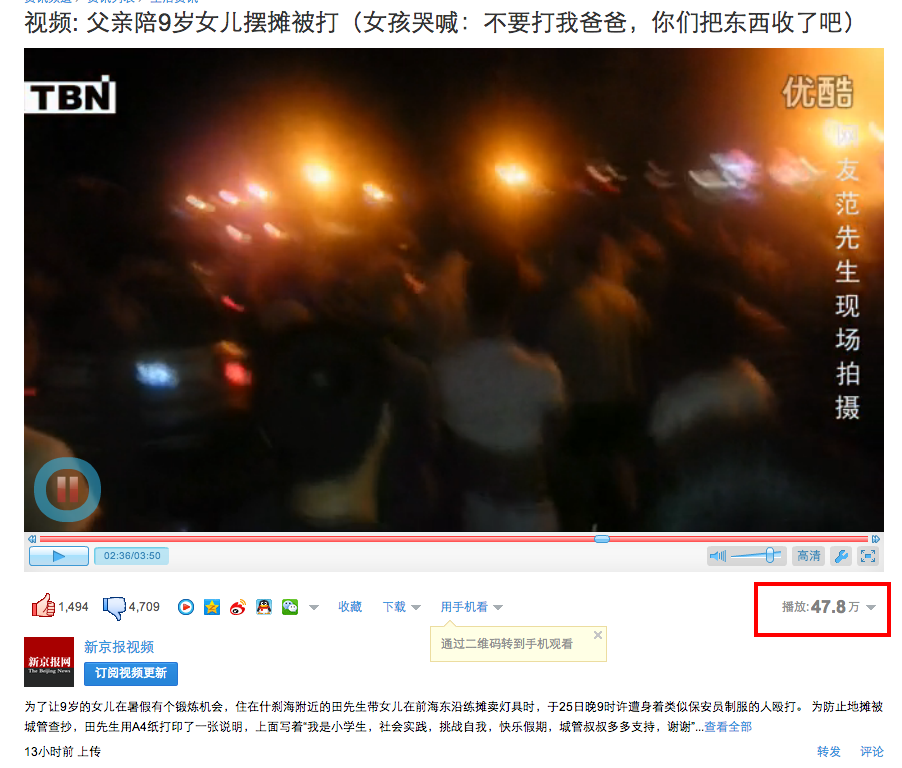 资讯频道 / 资讯列表 / 生活资讯
视频: 父亲陪9岁女儿摆摊被打（女孩哭喊：不要打我爸爸，你们把东西收了吧）
TBN
优酷
网友范先生现场拍摄
02:36/03:50
高清
1,494
4,709
收藏
下载
用手机看
播放:47.8万
通过二维码转到手机观看
新京报网
The Beijing News
新京报视频
订阅视频更新
为了让9岁的女儿在暑假有个锻炼机会，住在什刹海附近的田先生带女儿在前海东沿练摊卖灯具时，于25日晚9时许遭身着类似保安员制服的人殴打。 为防止地摊被
城管查抄，田先生用A4纸打印了一张说明，上面写着“我是小学生，社会实践，挑战自我，快乐假期，城管叔叔多多支持，谢谢”...查看全部
13小时前 上传
转发
评论